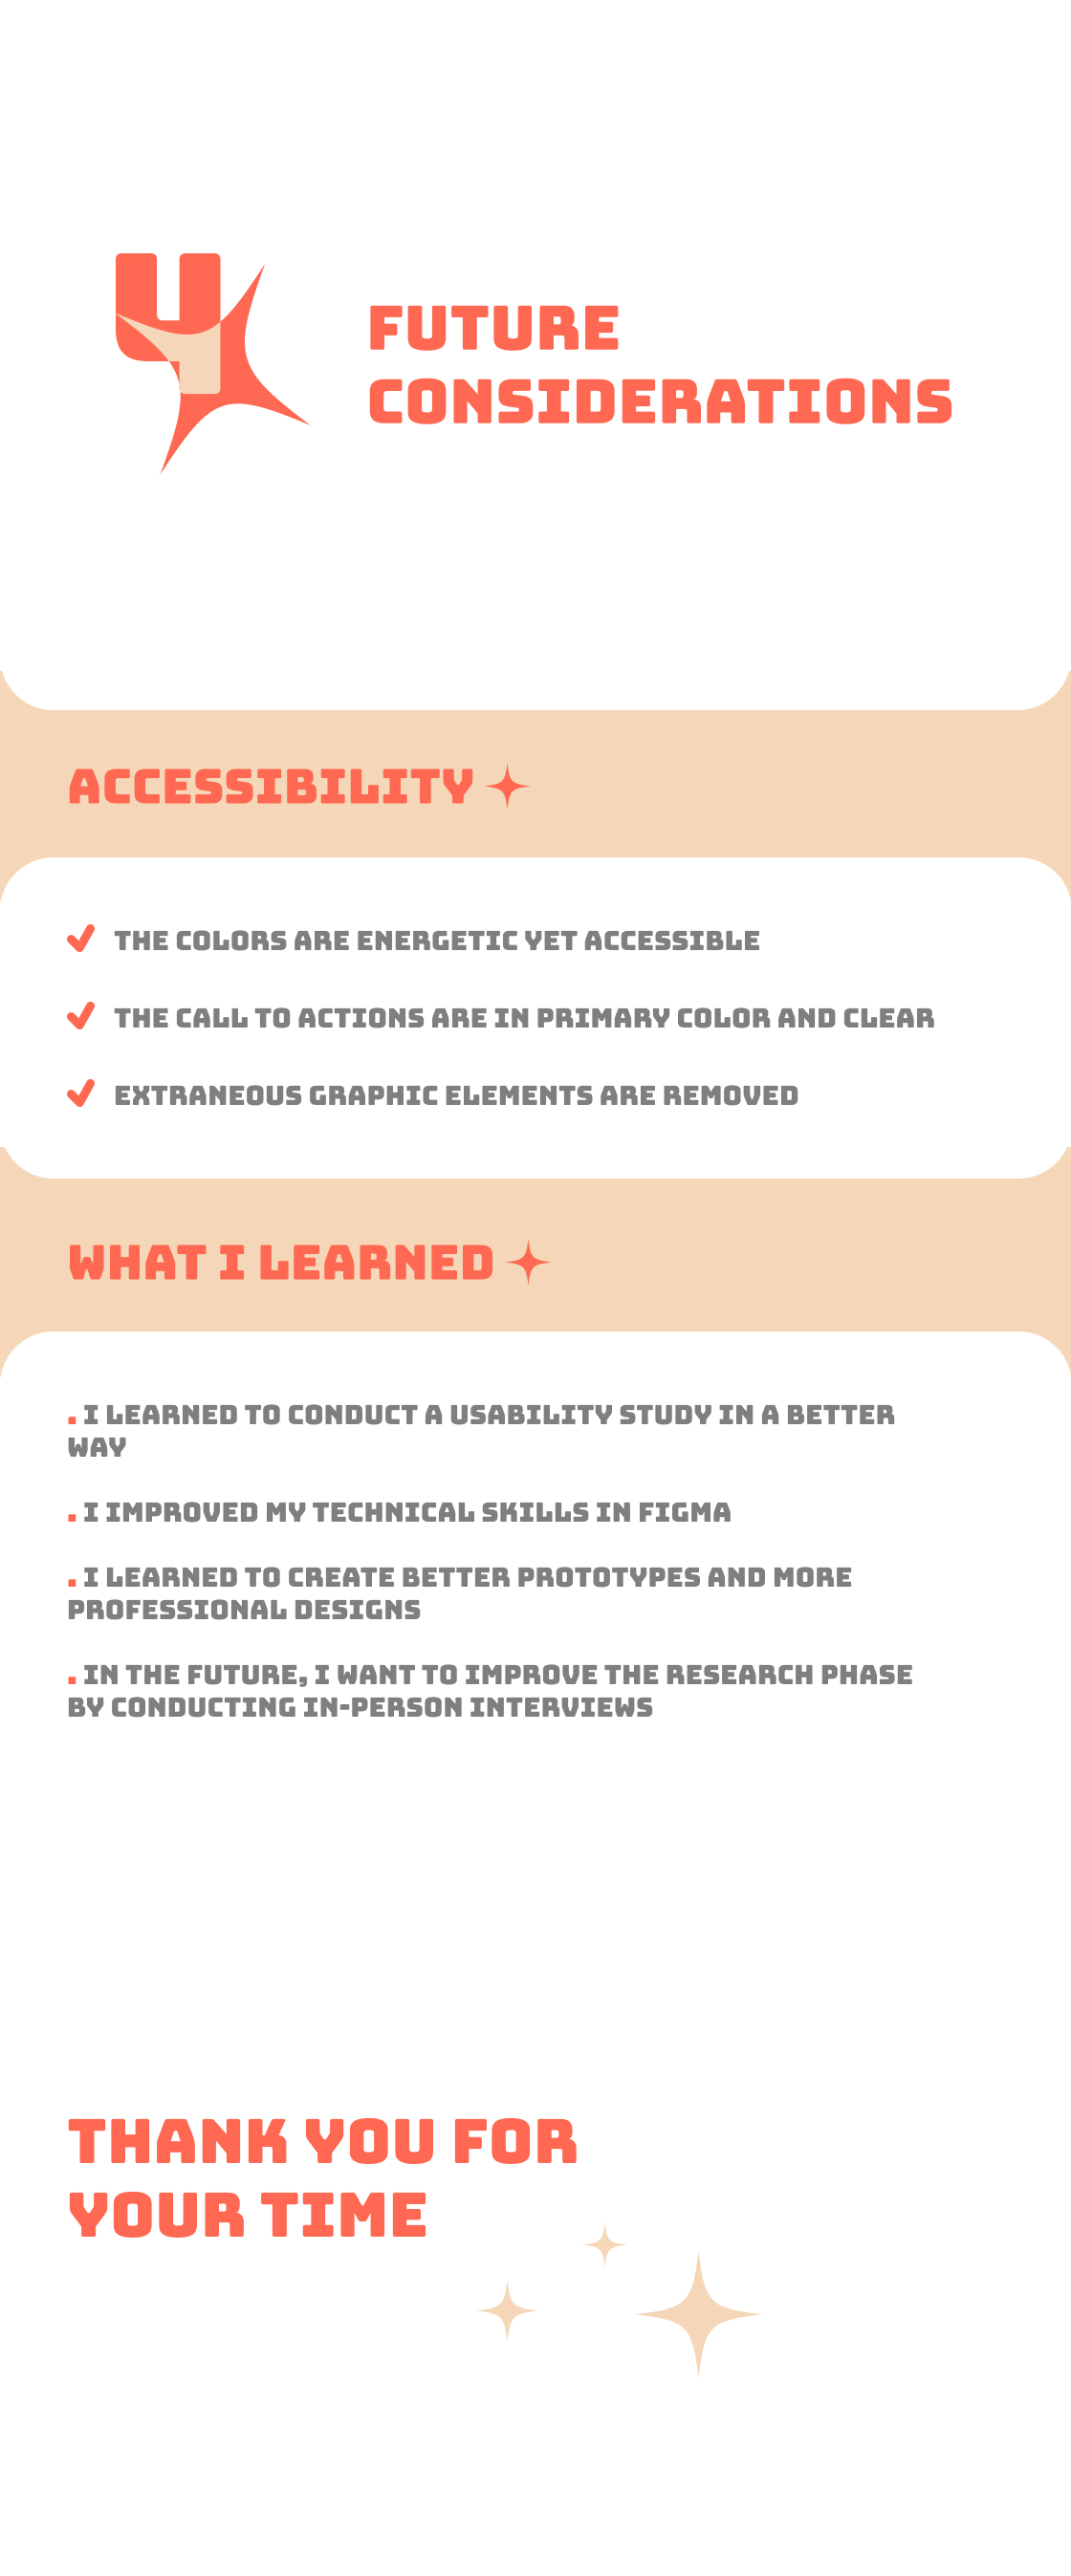 4
FUTURE
CONSIDERATIONS
ACCESSIBILITY
THE COLORS ARE ENERGETIC YET ACCESSIBLE
THE CALL TO ACTIONS ARE IN PRIMARY COLOR AND CLEAR
EXTRANEOUS GRAPHIC ELEMENTS ARE REMOVED
WHAT I LEARNED
. I LEARNED TO CONDUCT A USABILITY STUDY IN A BETTER
WAY
. I IMPROVED MY TECHNICAL SKILLS IN FIGMA
. I LEARNED TO CREATE BETTER PROTOTYPES AND MORE
PROFESSIONAL DESIGNS
. IN THE FUTURE, I WANT TO IMPROVE THE RESEARCH PHASE
BY CONDUCTING IN-PERSON INTERVIEWS
THANK YOU FOR
YOUR TIME